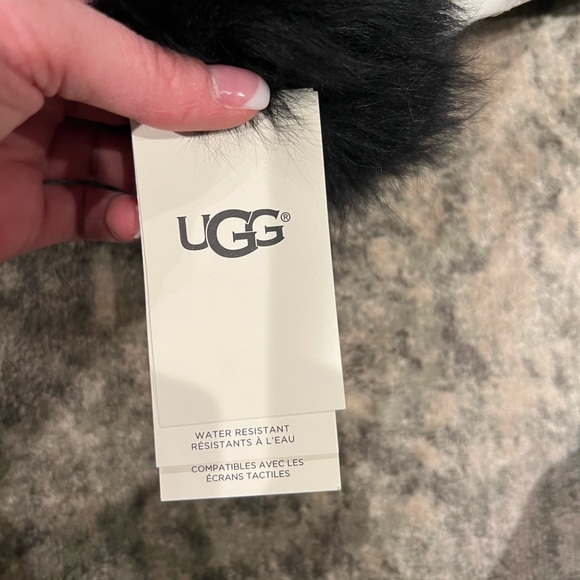 UGG®
WATER RESISTANT
RÉSISTANTS À L'EAU
COMPATIBLES AVEC LES
ÉCRANS TACTILES